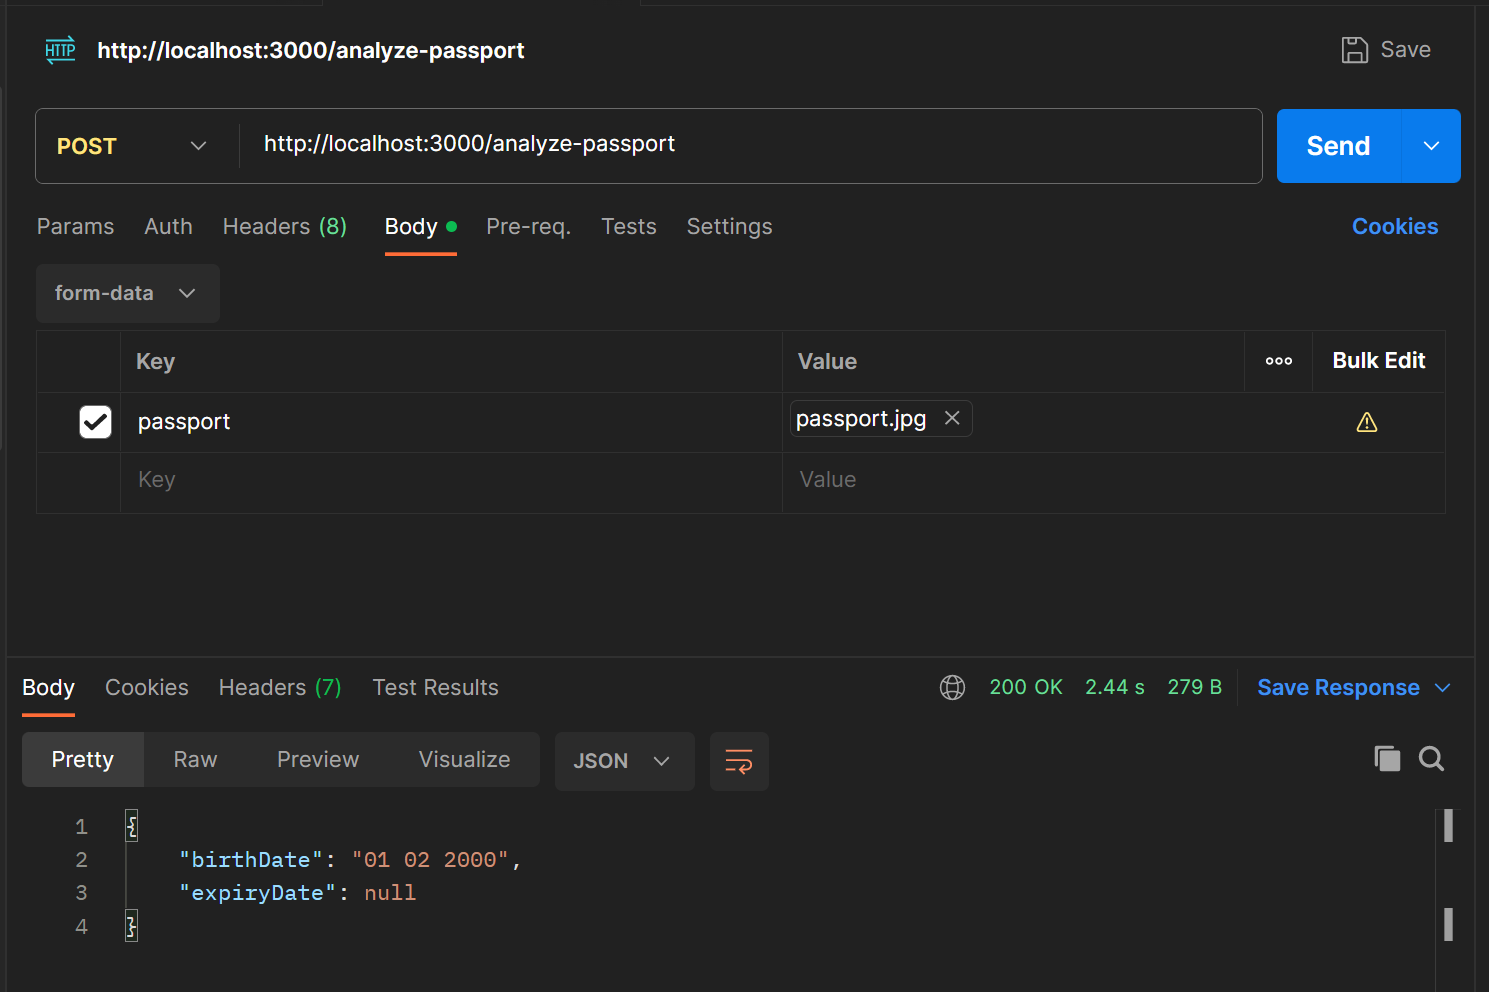 HTTP http://localhost:3000/analyze-passport Save
POST http://localhost:3000/analyze-passport Send
Params Auth Headers (8) Body Pre-req. Tests Settings Cookies
form-data
Key Value Bulk Edit
passport passport.jpg
Key Value
Body Cookies Headers (7) Test Results 200 OK 2.44 s 279 B Save Response
Pretty Raw Preview Visualize JSON
1 {
2 "birthDate": "01 02 2000",
3 "expiryDate": null
4 }